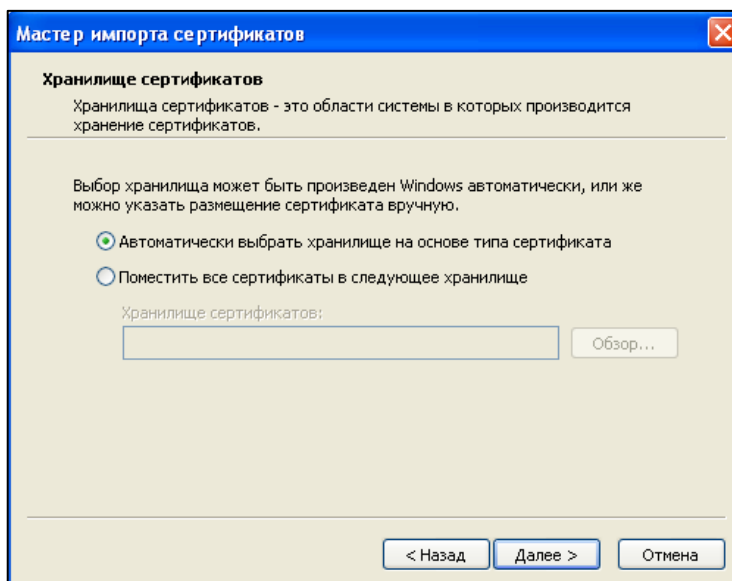 Мастер импорта сертификатов
Хранилище сертификатов
Хранилища сертификатов - это области системы в которых производится
хранение сертификатов.
Выбор хранилища может быть произведен Windows автоматически, или же
можно указать размещение сертификата вручную.
Автоматически выбрать хранилище на основе типа сертификата
Поместить все сертификаты в следующее хранилище
Хранилище сертификатов:
Обзор...
< Назад Далее > Отмена